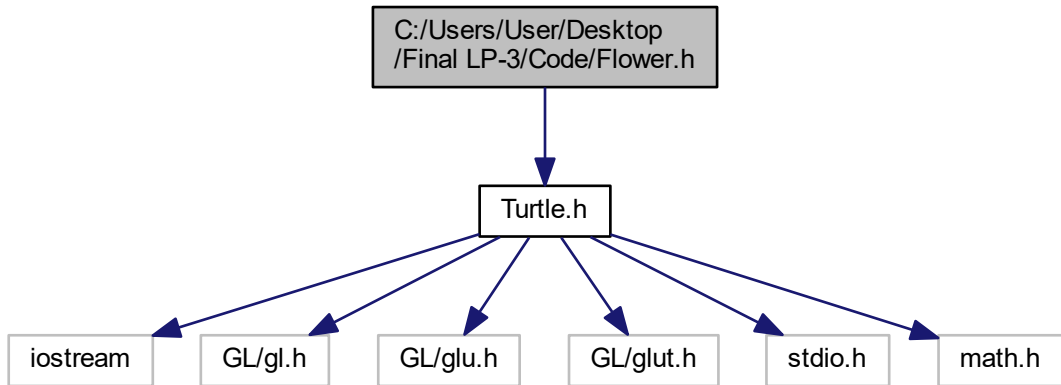 C:/Users/User/Desktop
/Final LP-3/Code/Flower.h
Turtle.h
iostream
GL/gl.h
GL/glu.h
GL/glut.h
stdio.h
math.h